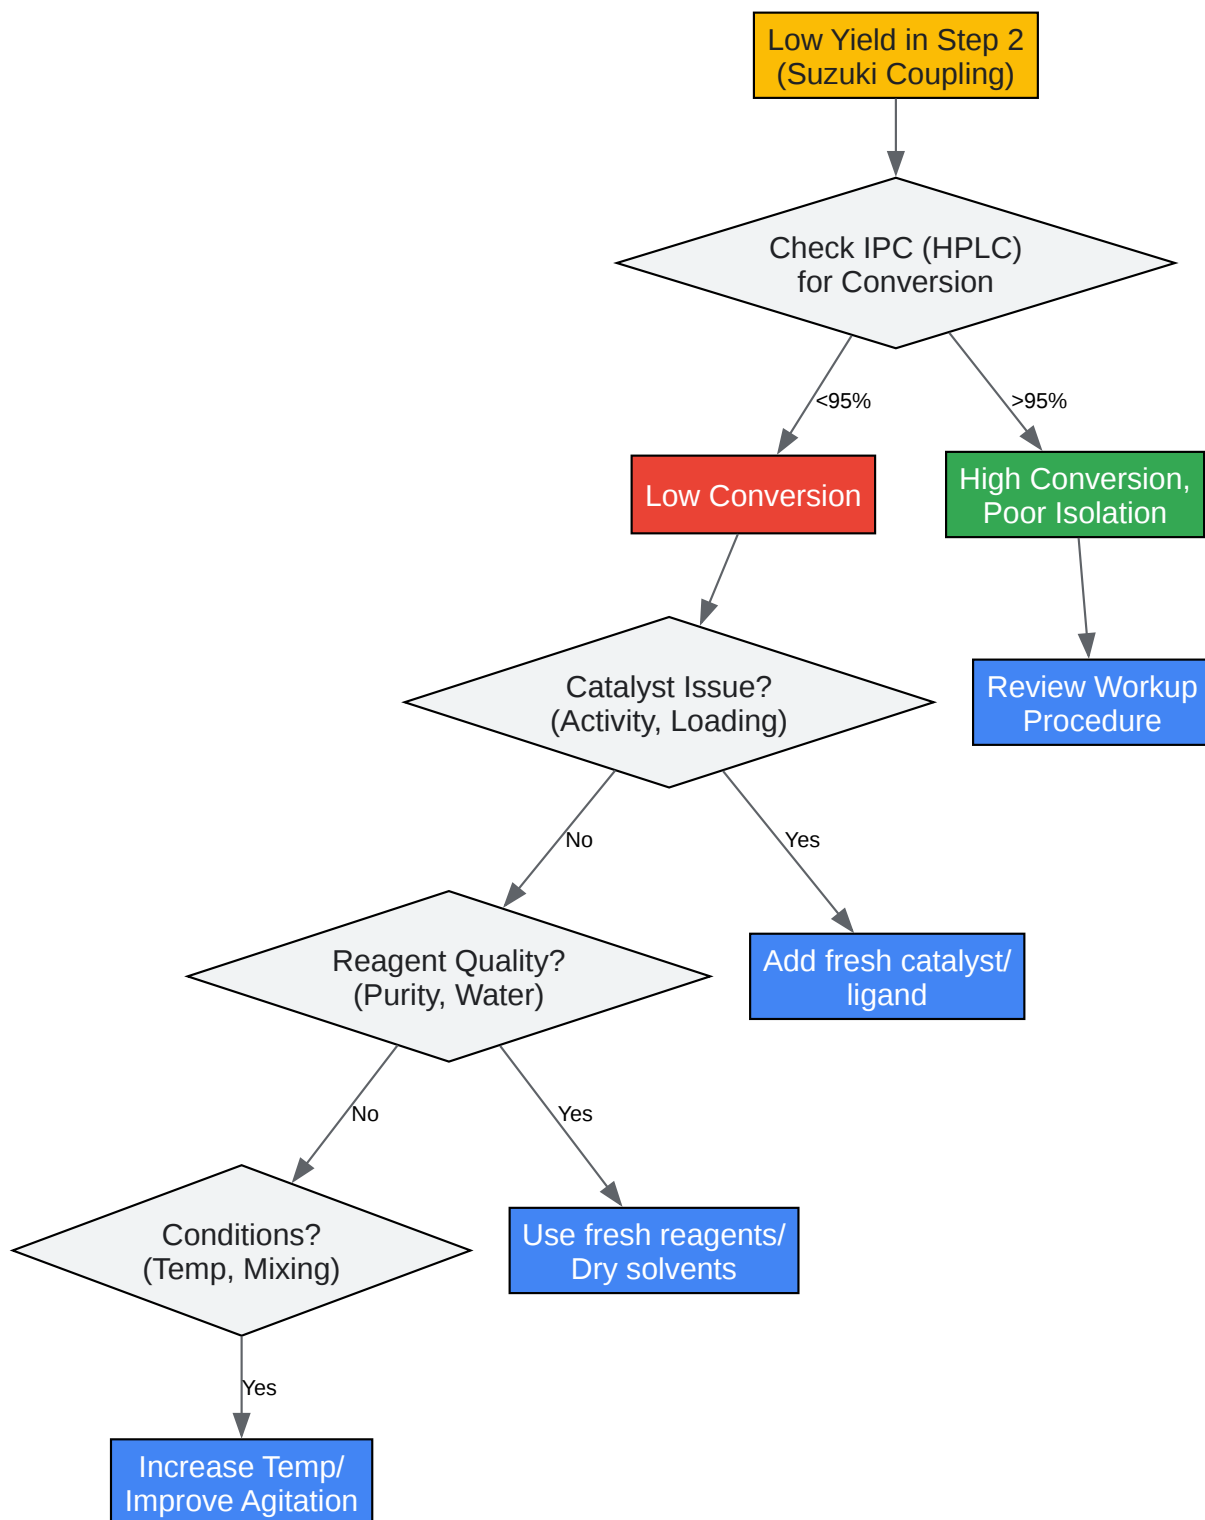 Low Yield in Step 2
(Suzuki Coupling)
Check IPC (HPLC)
for Conversion
<95%
>95%
Low Conversion
High Conversion,
Poor Isolation
Catalyst Issue?
(Activity, Loading)
Review Workup
Procedure
No
Yes
Reagent Quality?
(Purity, Water)
Add fresh catalyst/
ligand
No
Yes
Conditions?
(Temp, Mixing)
Use fresh reagents/
Dry solvents
Yes
Increase Temp/
Improve Agitation